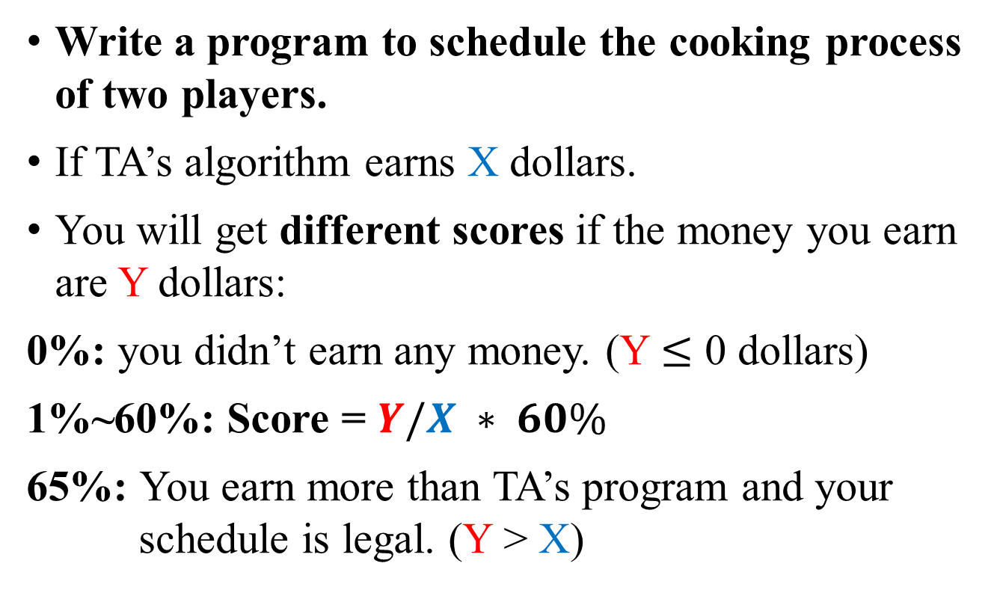 • Write a program to schedule the cooking process
of two players.
• If TA’s algorithm earns X dollars.
• You will get different scores if the money you earn
are Y dollars:
0%: you didn’t earn any money. (Y ≤ 0 dollars)
1%~60%: Score = Y/X * 60%
65%: You earn more than TA’s program and your
schedule is legal. (Y > X)